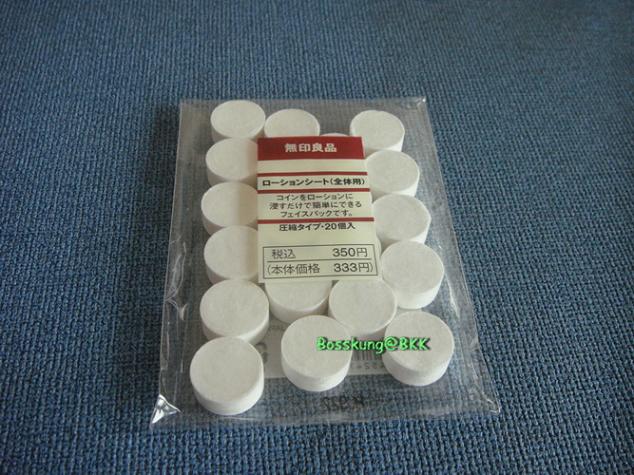 無印良品
ローションシート(全体用)
コインをローションに
浸すだけで簡単にできる
フェイスパックです。
圧縮タイプ・20個入
税込 350円
(本体価格 333円)
Bosskung@BKK